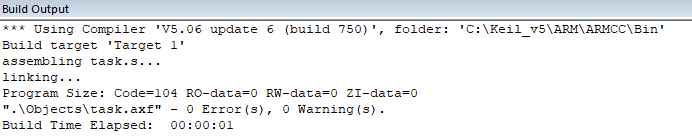 Build Output
*** Using Compiler 'V5.06 update 6 (build 750)', folder: 'C:\Keil_v5\ARM\ARMCC\Bin'
Build target 'Target 1'
assembling task.s...
linking...
Program Size: Code=104 RO-data=0 RW-data=0 ZI-data=0
".\Objects\task.axf" - 0 Error(s), 0 Warning(s).
Build Time Elapsed:  00:00:01